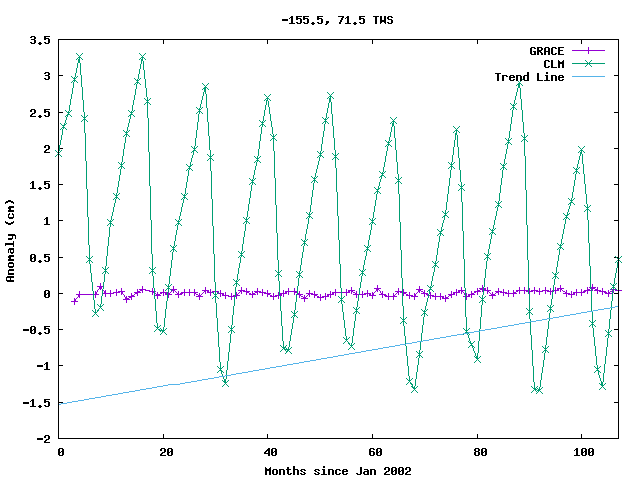 -155.5, 71.5 TWS
GRACE
CLM
Trend Line
3.5
3
2.5
2
1.5
1
0.5
0
-0.5
-1
-1.5
-2
Anomaly (cm)
0 20 40 60 80 100
Months since Jan 2002